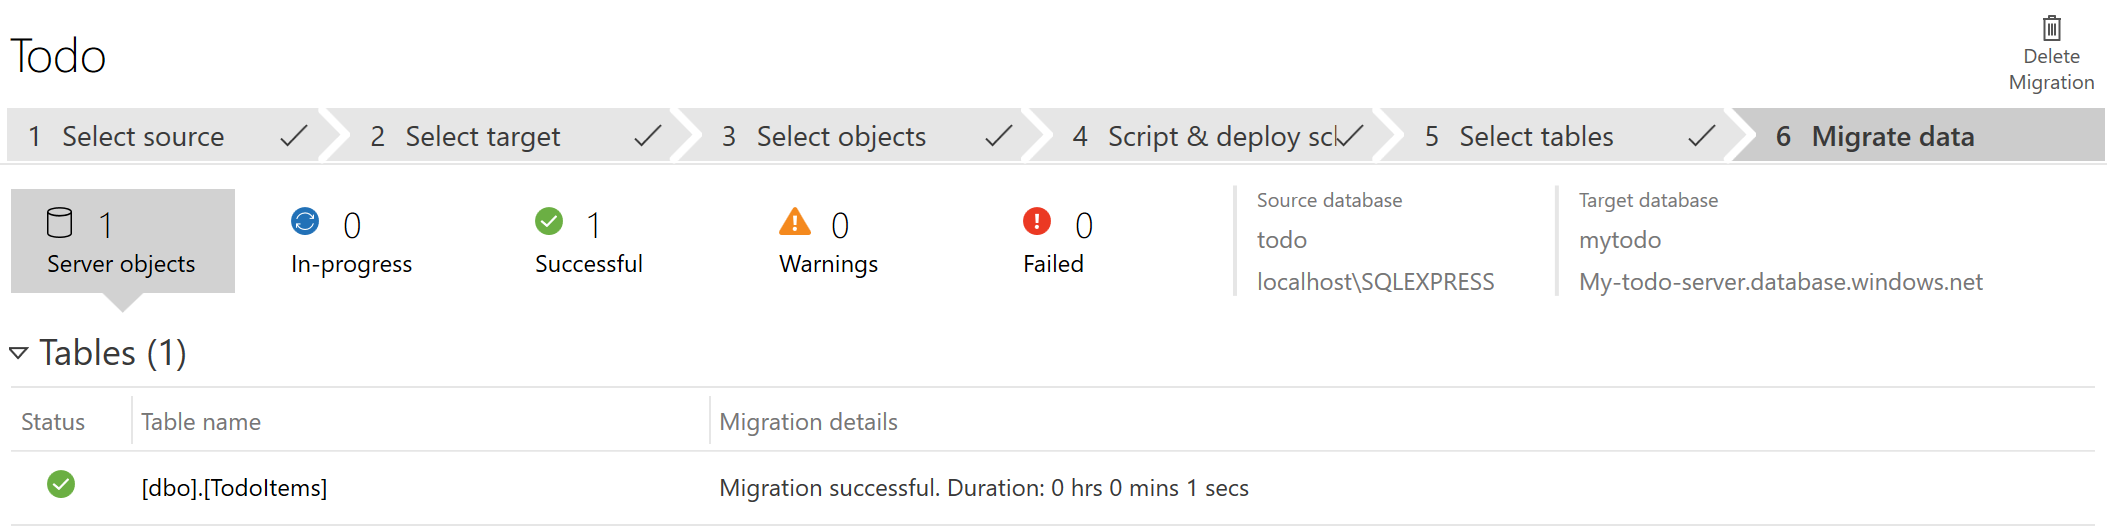 Todo
Delete
Migration
1 Select source
2 Select target
3 Select objects
4 Script & deploy sc
5 Select tables
6 Migrate data
1
Server objects
0
In-progress
1
Successful
0
Warnings
0
Failed
Source database
todo
localhost\SQLEXPRESS
Target database
mytodo
My-todo-server.database.windows.net
Tables (1)
Status Table name Migration details
[dbo].[TodoItems] Migration successful. Duration: 0 hrs 0 mins 1 secs